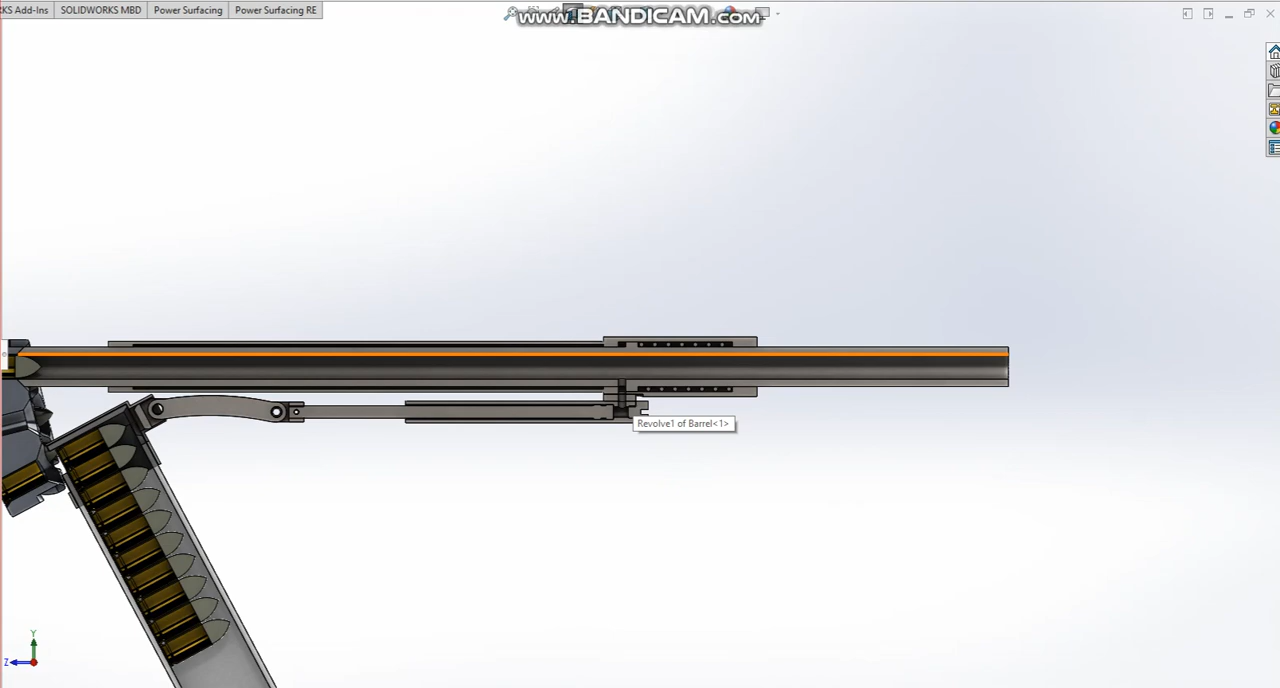 KS Add-Ins
SOLIDWORKS MBD
Power Surfacing
Power Surfacing RE
www.BANDICAM.com
Revolve1 of Barrel<1>
Y
Z